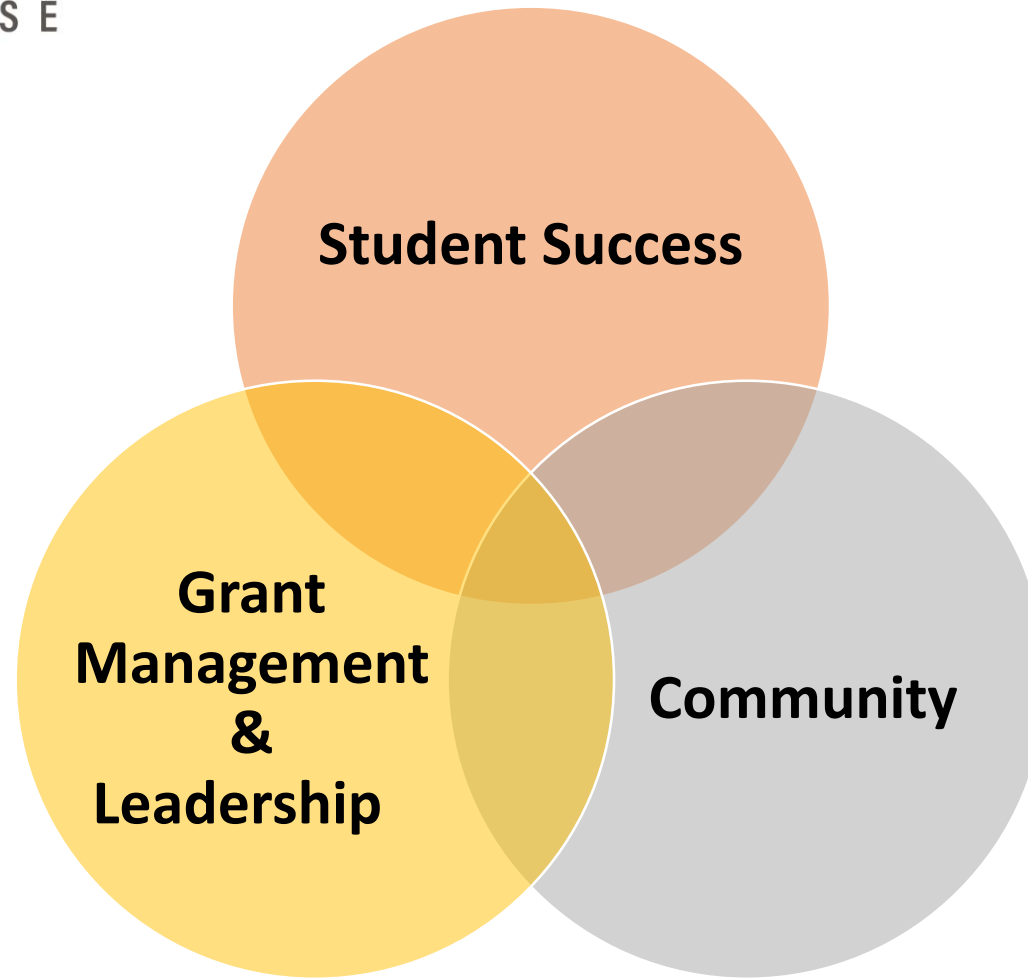 S E
Student Success
Grant
Management
&
Leadership
Community